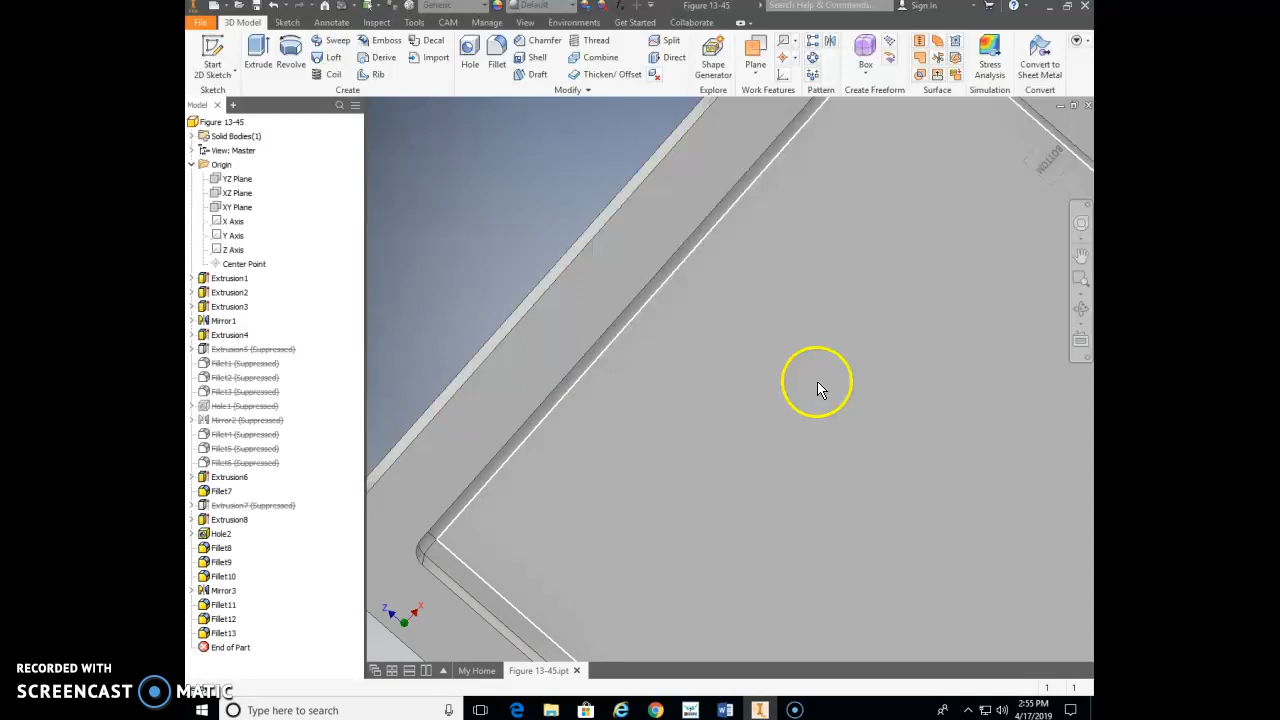 Generic
Default
Figure 13-45
Search Help & Commands...
Sign In
File
3D Model
Sketch
Annotate
Inspect
Tools
CAM
Manage
View
Environments
Get Started
Collaborate
Start
2D Sketch
Extrude
Revolve
Sweep
Loft
Coil
Emboss
Derive
Rib
Decal
Import
Hole
Fillet
Chamfer
Shell
Draft
Thread
Combine
Thicken/ Offset
Split
Direct
Shape
Generator
Plane
Box
Stress
Analysis
Convert to
Sheet Metal
Sketch
Create
Modify
Explore
Work Features
Pattern
Create Freeform
Surface
Simulation
Convert
Model
Figure 13-45
Solid Bodies(1)
View: Master
Origin
YZ Plane
XZ Plane
XY Plane
X Axis
Y Axis
Z Axis
Center Point
Extrusion1
Extrusion2
Extrusion3
Mirror1
Extrusion4
Extrusion5 (Suppressed)
Fillet1 (Suppressed)
Fillet2 (Suppressed)
Fillet3 (Suppressed)
Hole1 (Suppressed)
Mirror2 (Suppressed)
Fillet4 (Suppressed)
Fillet5 (Suppressed)
Fillet6 (Suppressed)
Extrusion6
Fillet7
Extrusion7 (Suppressed)
Extrusion8
Hole2
Fillet8
Fillet9
Fillet10
Mirror3
Fillet11
Fillet12
Fillet13
End of Part
BOTTOM
Z
X
My Home
Figure 13-45.ipt
1
1
RECORDED WITH
SCREENCAST MATIC
Type here to search
2:55 PM
4/17/2019